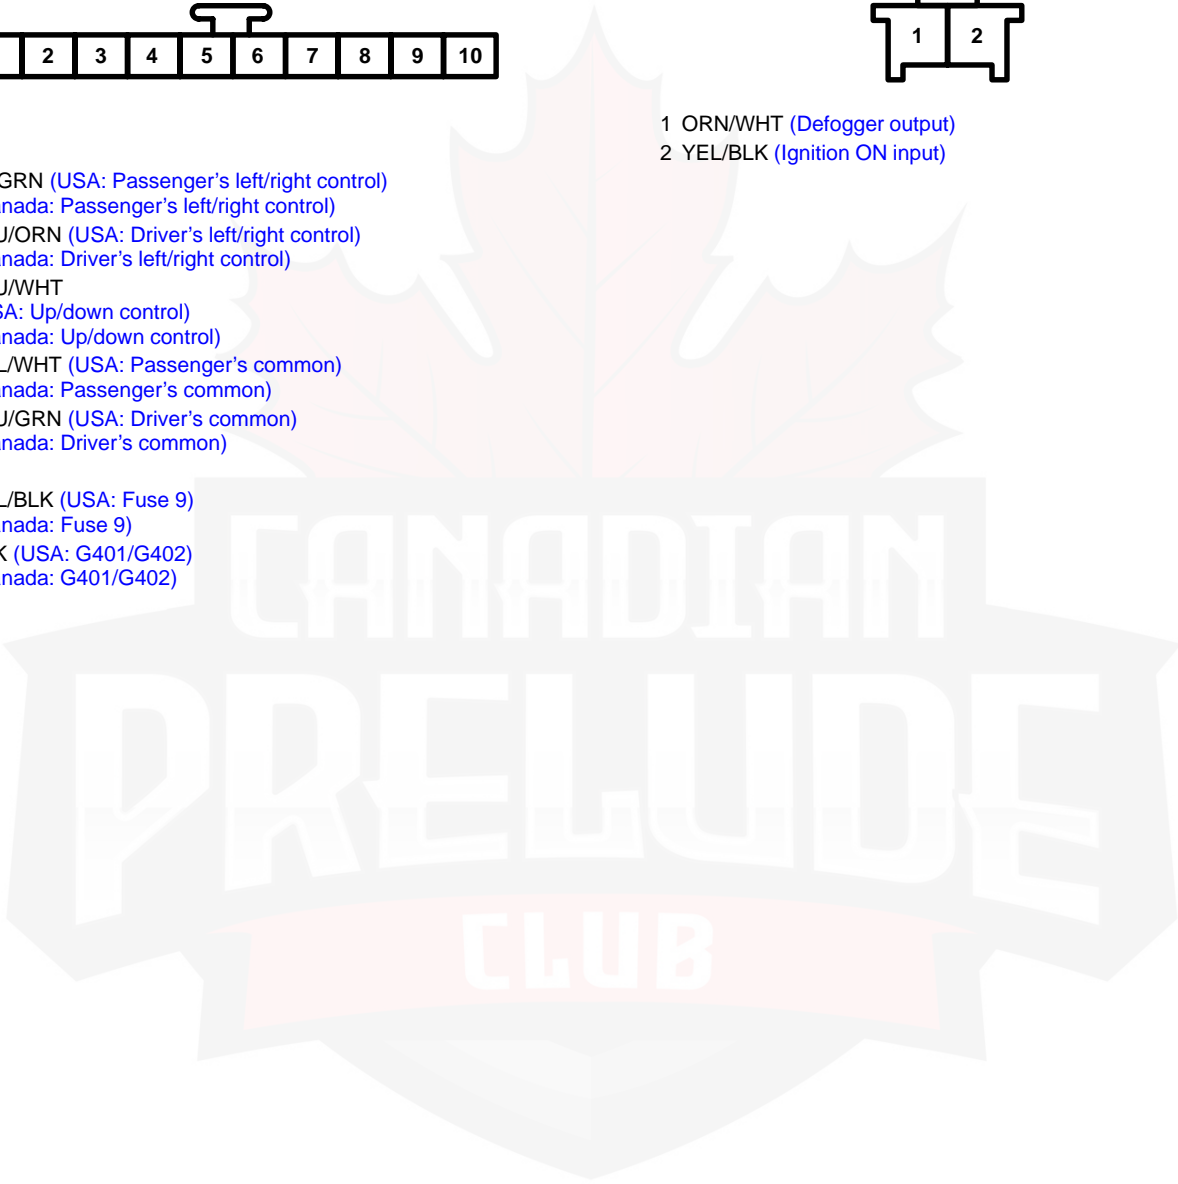 2 3 4 5 6 7 8 9 10
1 2
1 ORN/WHT (Defogger output)
2 YEL/BLK (Ignition ON input)
GRN (USA: Passenger’s left/right control)
nada: Passenger’s left/right control)
U/ORN (USA: Driver’s left/right control)
nada: Driver’s left/right control)
U/WHT
SA: Up/down control)
nada: Up/down control)
L/WHT (USA: Passenger’s common)
nada: Passenger’s common)
U/GRN (USA: Driver’s common)
nada: Driver’s common)
L/BLK (USA: Fuse 9)
nada: Fuse 9)
K (USA: G401/G402)
nada: G401/G402)
CANADIAN
PRELUDE
CLUB